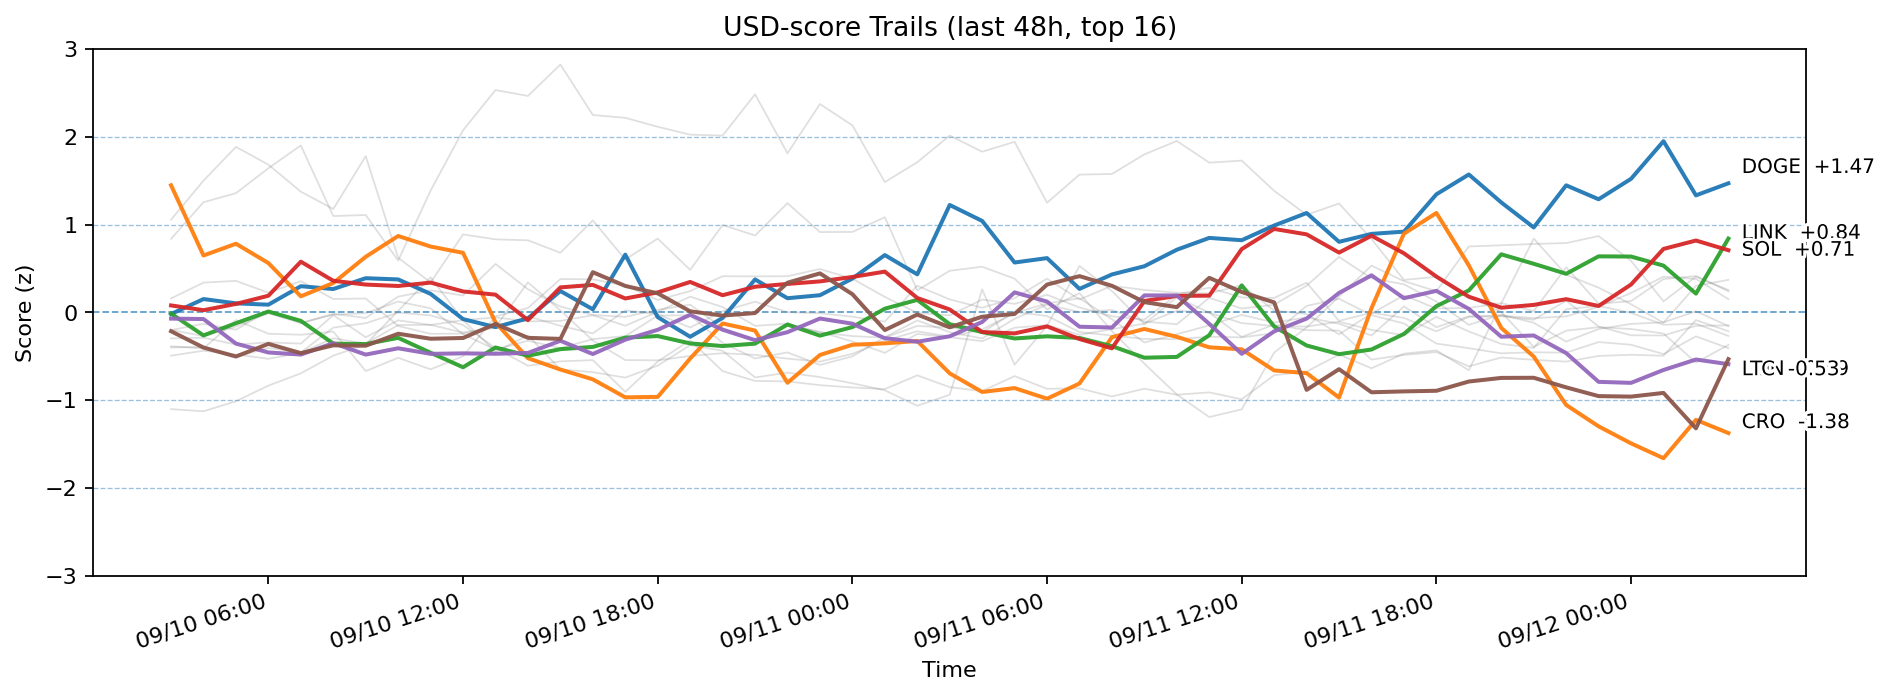 USD-score Trails (last 48h, top 16)
Score (z)
3
2
1
0
−1
−2
−3
DOGE +1.47
LINK +0.84
SOL +0.71
CRO -1.38
09/10 06:00
09/10 12:00
09/10 18:00
09/11 00:00
09/11 06:00
09/11 12:00
09/11 18:00
09/12 00:00
Time